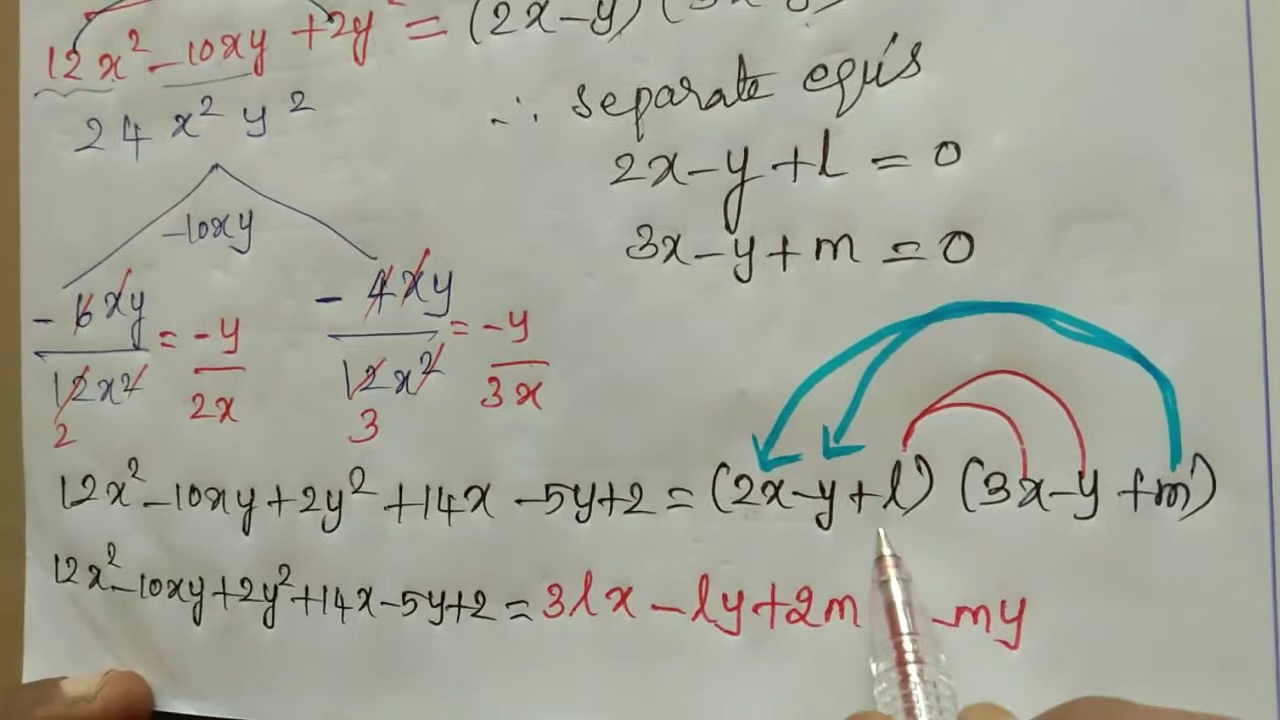 12x² - 10xy + 2y² = (2x-y)
24 x² y²
∴ separate eqn's
2x - y + l = 0
3x - y + m = 0
-10xy
-6xy/12x² = -y/2x
2
-4xy/12x² = -y/3x
3
12x² - 10xy + 2y² + 14x - 5y + 2 = (2x - y + l) (3x - y + m)
12x² - 10xy + 2y² + 14x - 5y + 2 = 3lx - ly + 2m - my